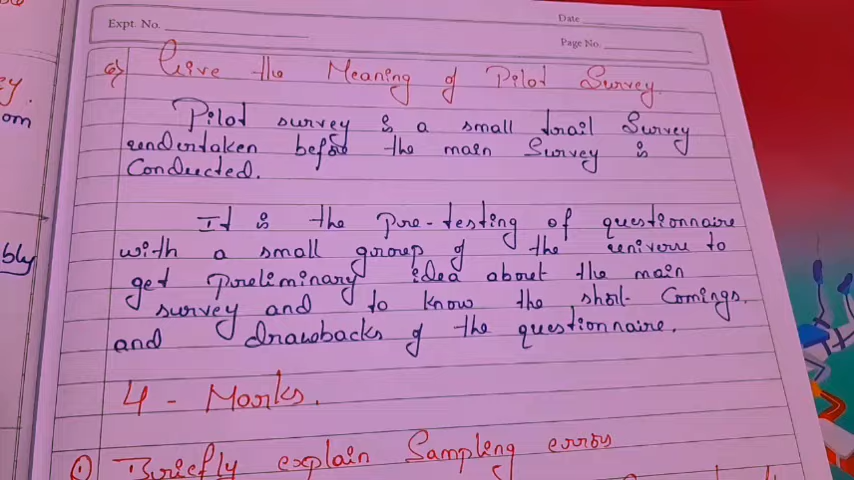 ey.
om
bly
Expt. No.
Date
Page No.
6) Give the Meaning of Pilot Survey.
Pilot survey is a small trail Survey
undertaken before the main Survey is
Conducted.
It is the Pre-testing of questionnaire
with a small group of the universe to
get preliminary idea about the main
survey and to know the short Comings.
and drawbacks of the questionnaire.
4 - Marks.
① Briefly explain Sampling errors